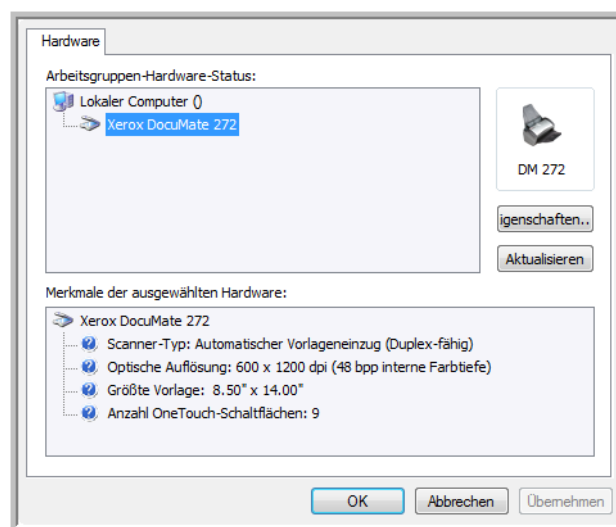 Hardware
Arbeitsgruppen-Hardware-Status:
Lokaler Computer ()
Xerox DocuMate 272
DM 272
igenschaften..
Aktualisieren
Merkmale der ausgewählten Hardware:
Xerox DocuMate 272
Scanner-Typ: Automatischer Vorlageneinzug (Duplex-fähig)
Optische Auflösung: 600 x 1200 dpi (48 bpp interne Farbtiefe)
Größte Vorlage: 8.50" x 14.00"
Anzahl OneTouch-Schaltflächen: 9
OK
Abbrechen
Übernehmen